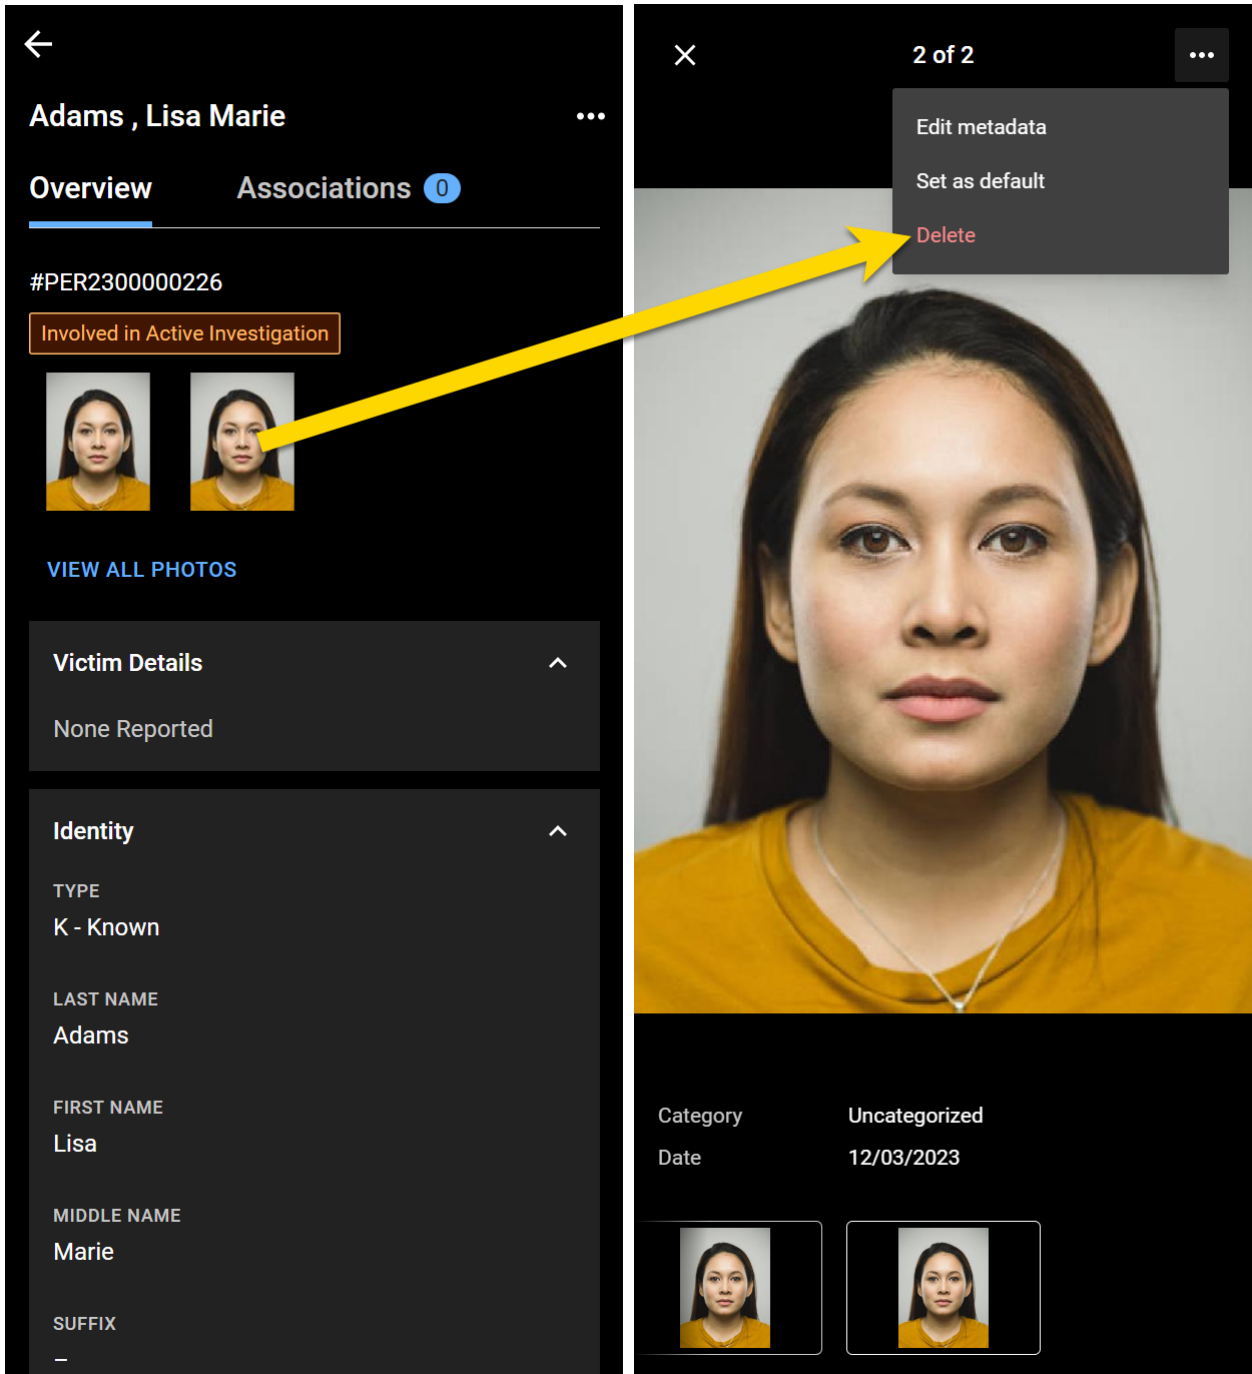 Adams , Lisa Marie
Overview
Associations 0
#PER2300000226
Involved in Active Investigation
VIEW ALL PHOTOS
Victim Details
None Reported
Identity
TYPE
K - Known
LAST NAME
Adams
FIRST NAME
Lisa
MIDDLE NAME
Marie
SUFFIX
–
2 of 2
Edit metadata
Set as default
Delete
Category Uncategorized
Date 12/03/2023